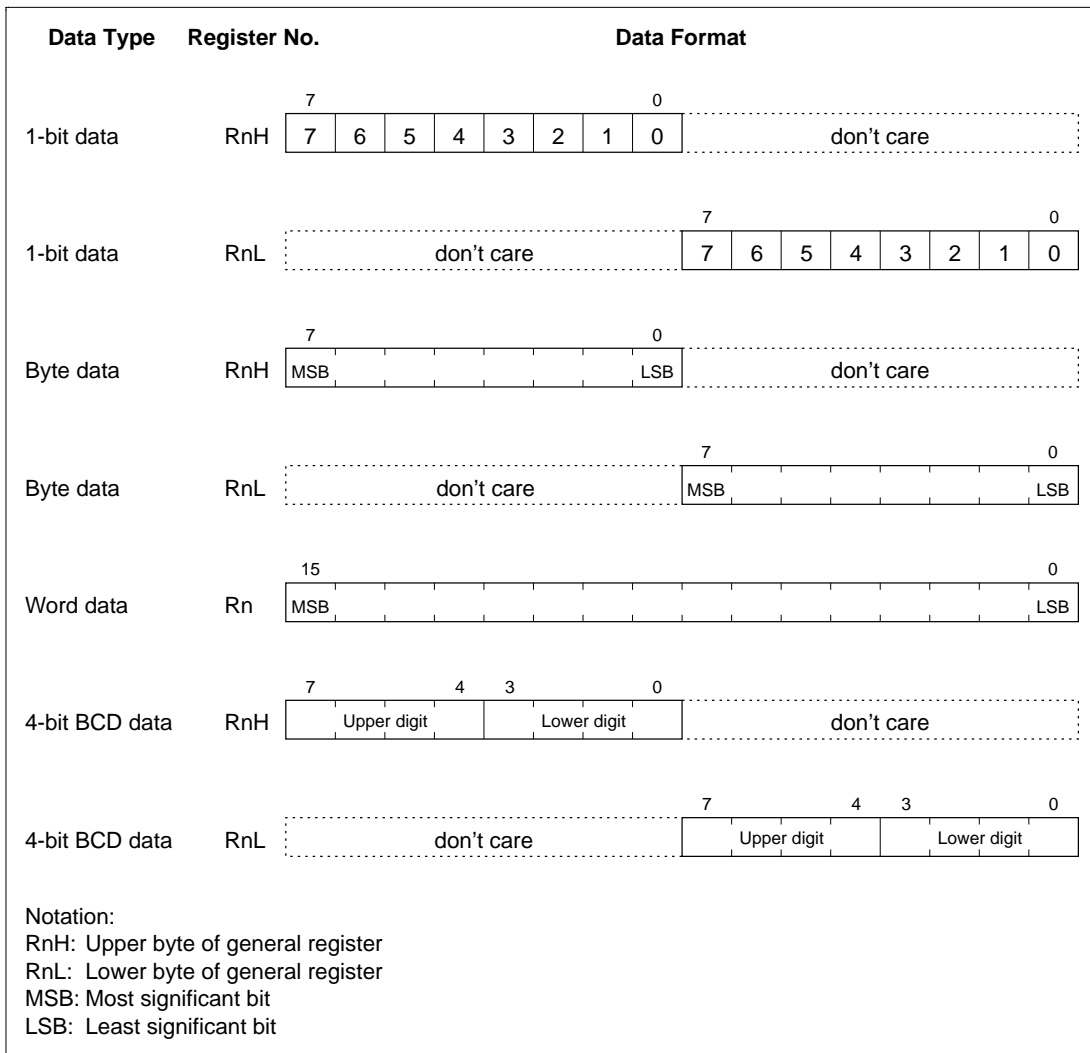 Data Type Register No. Data Format
7 0
1-bit data RnH 7 6 5 4 3 2 1 0 don't care
7 0
1-bit data RnL don't care 7 6 5 4 3 2 1 0
7 0
Byte data RnH MSB LSB don't care
7 0
Byte data RnL don't care MSB LSB
15 0
Word data Rn MSB LSB
7 4 3 0
4-bit BCD data RnH Upper digit Lower digit don't care
7 4 3 0
4-bit BCD data RnL don't care Upper digit Lower digit
Notation:
RnH: Upper byte of general register
RnL: Lower byte of general register
MSB: Most significant bit
LSB: Least significant bit